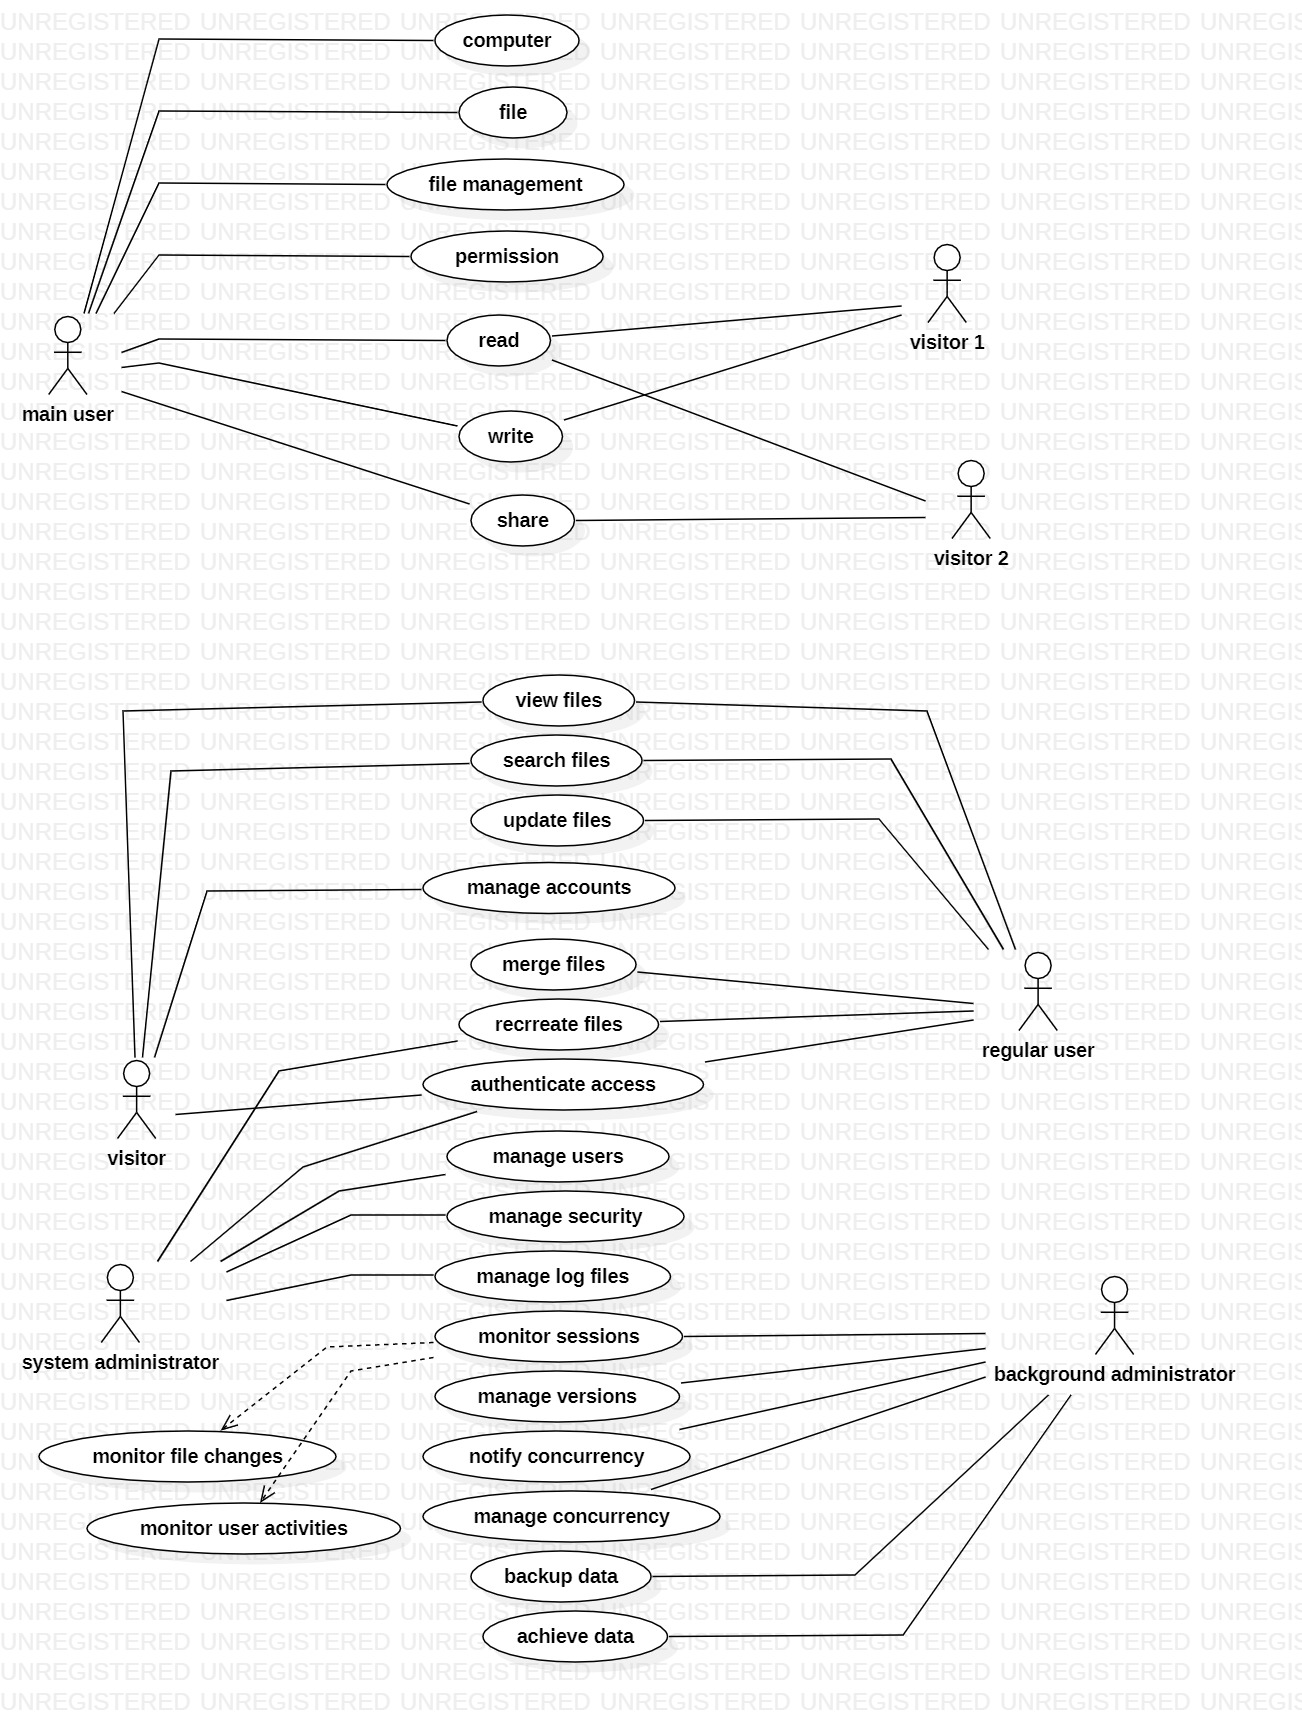 computer
file
file management
permission
read
visitor 1
main user
write
share
visitor 2
view files
search files
update files
manage accounts
merge files
recrreate files
regular user
authenticate access
visitor
manage users
manage security
manage log files
monitor sessions
system administrator
background administrator
manage versions
monitor file changes
notify concurrency
manage concurrency
monitor user activities
backup data
achieve data
UNREGISTERED